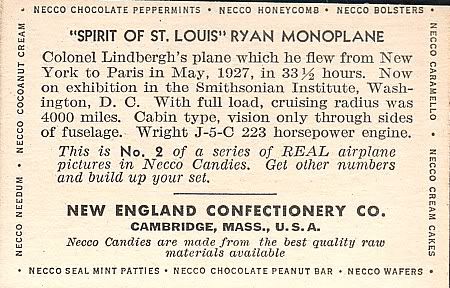 • NECCO CHOCOLATE PEPPERMINTS • NECCO HONEYCOMB • NECCO BOLSTERS •
"SPIRIT OF ST. LOUIS" RYAN MONOPLANE
Colonel Lindbergh's plane which he flew from New
York to Paris in May, 1927, in 33½ hours. Now
on exhibition in the Smithsonian Institute, Wash-
ington, D. C. With full load, cruising radius was
4000 miles. Cabin type, vision only through sides
of fuselage. Wright J-5-C 223 horsepower engine.
This is No. 2 of a series of REAL airplane
pictures in Necco Candies. Get other numbers
and build up your set.
NEW ENGLAND CONFECTIONERY CO.
CAMBRIDGE, MASS., U. S. A.
Necco Candies are made from the best quality raw
materials available
NECCO CARAMELLO • NECCO CREAM CAKES
• NECCO SEAL MINT PATTIES • NECCO CHOCOLATE PEANUT BAR • NECCO WAFERS •
NECCO NEEDUM • NECCO COCOANUT CREAM